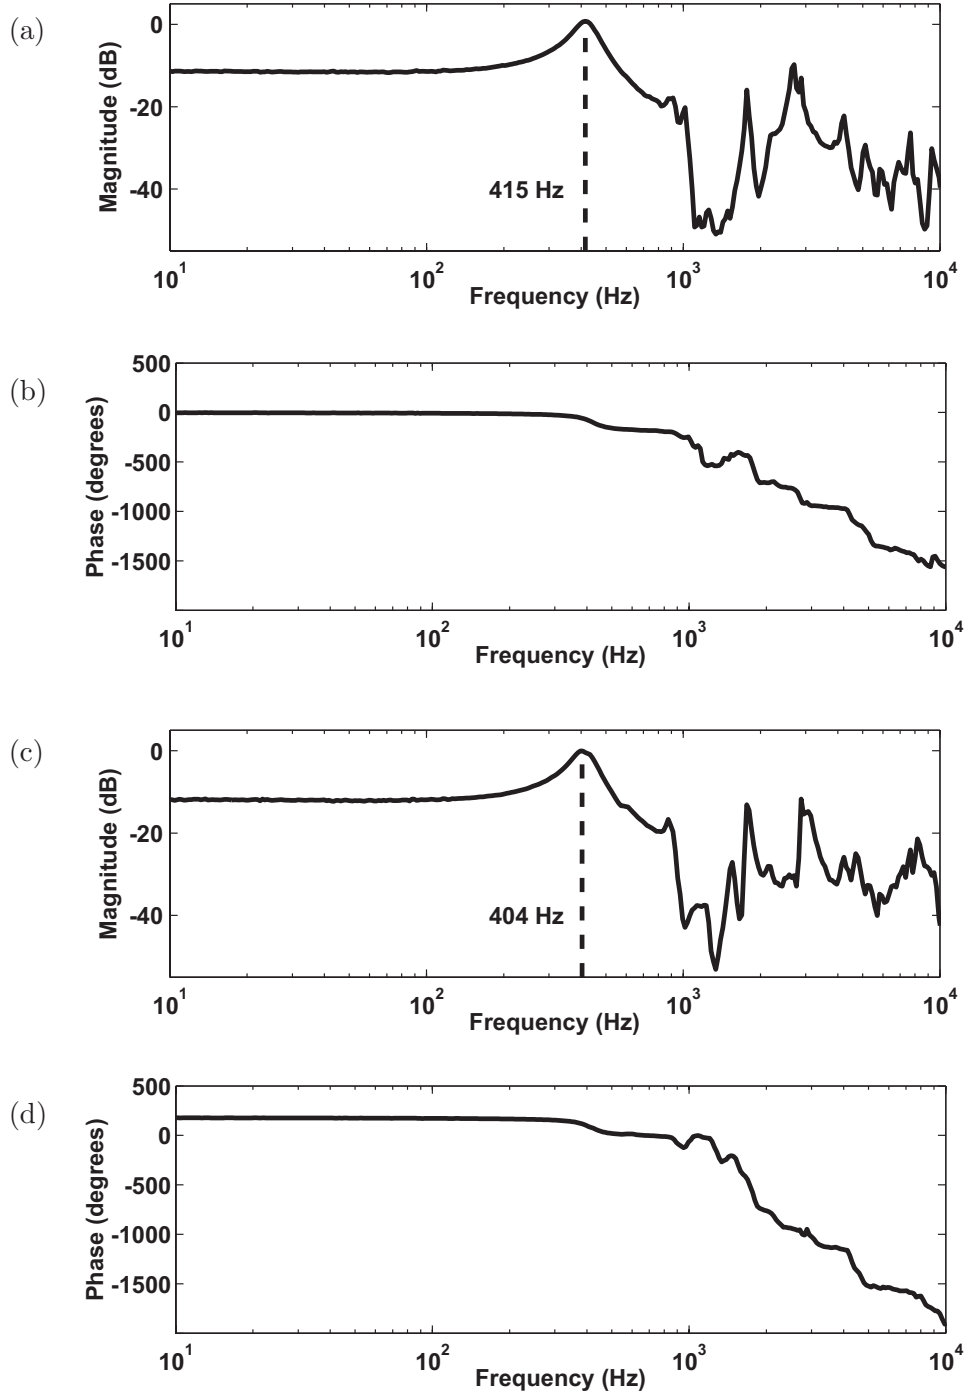 (a)
Magnitude (dB)
0
-20
-40
415 Hz
10^1
10^2
10^3
10^4
Frequency (Hz)
(b)
Phase (degrees)
500
0
-500
-1000
-1500
10^1
10^2
10^3
10^4
Frequency (Hz)
(c)
Magnitude (dB)
0
-20
-40
404 Hz
10^1
10^2
10^3
10^4
Frequency (Hz)
(d)
Phase (degrees)
500
0
-500
-1000
-1500
10^1
10^2
10^3
10^4
Frequency (Hz)